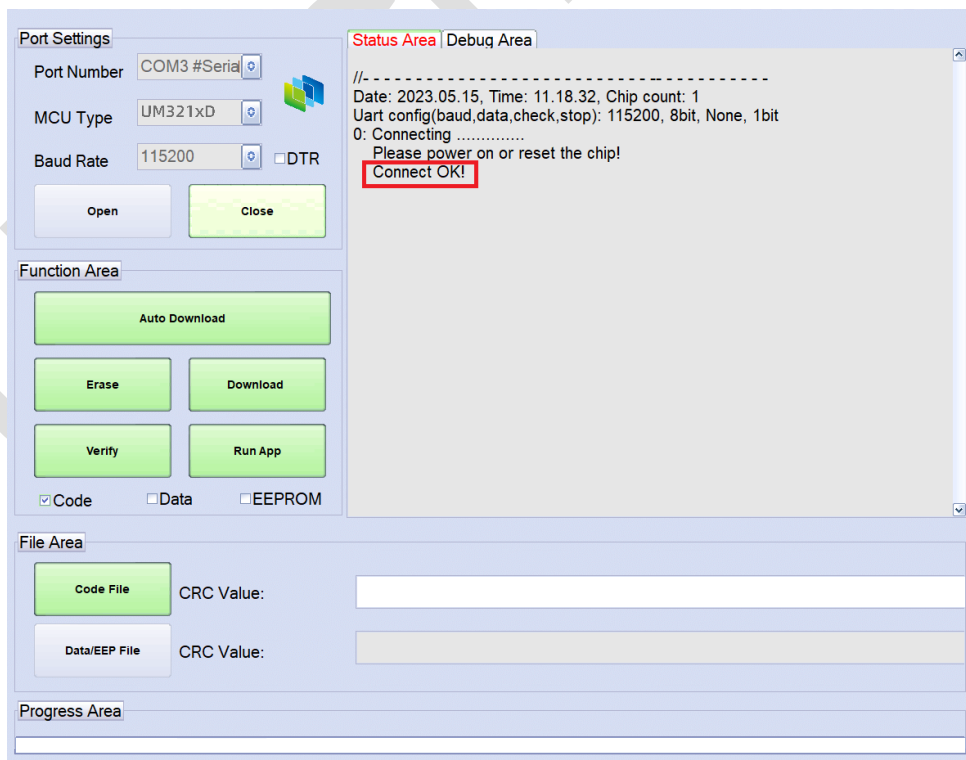 Port Settings
Port Number COM3 #Serial
MCU Type UM321xD
Baud Rate 115200 DTR
Open Close
Function Area
Auto Download
Erase Download
Verify Run App
Code Data EEPROM
Status Area Debug Area
//- - - - - - - - - - - - - - - - - - - - - - - - - - - - - - - - - - - - - - -
Date: 2023.05.15, Time: 11.18.32, Chip count: 1
Uart config(baud,data,check,stop): 115200, 8bit, None, 1bit
0: Connecting .............
Please power on or reset the chip!
Connect OK!
File Area
Code File CRC Value:
Data/EEP File CRC Value:
Progress Area